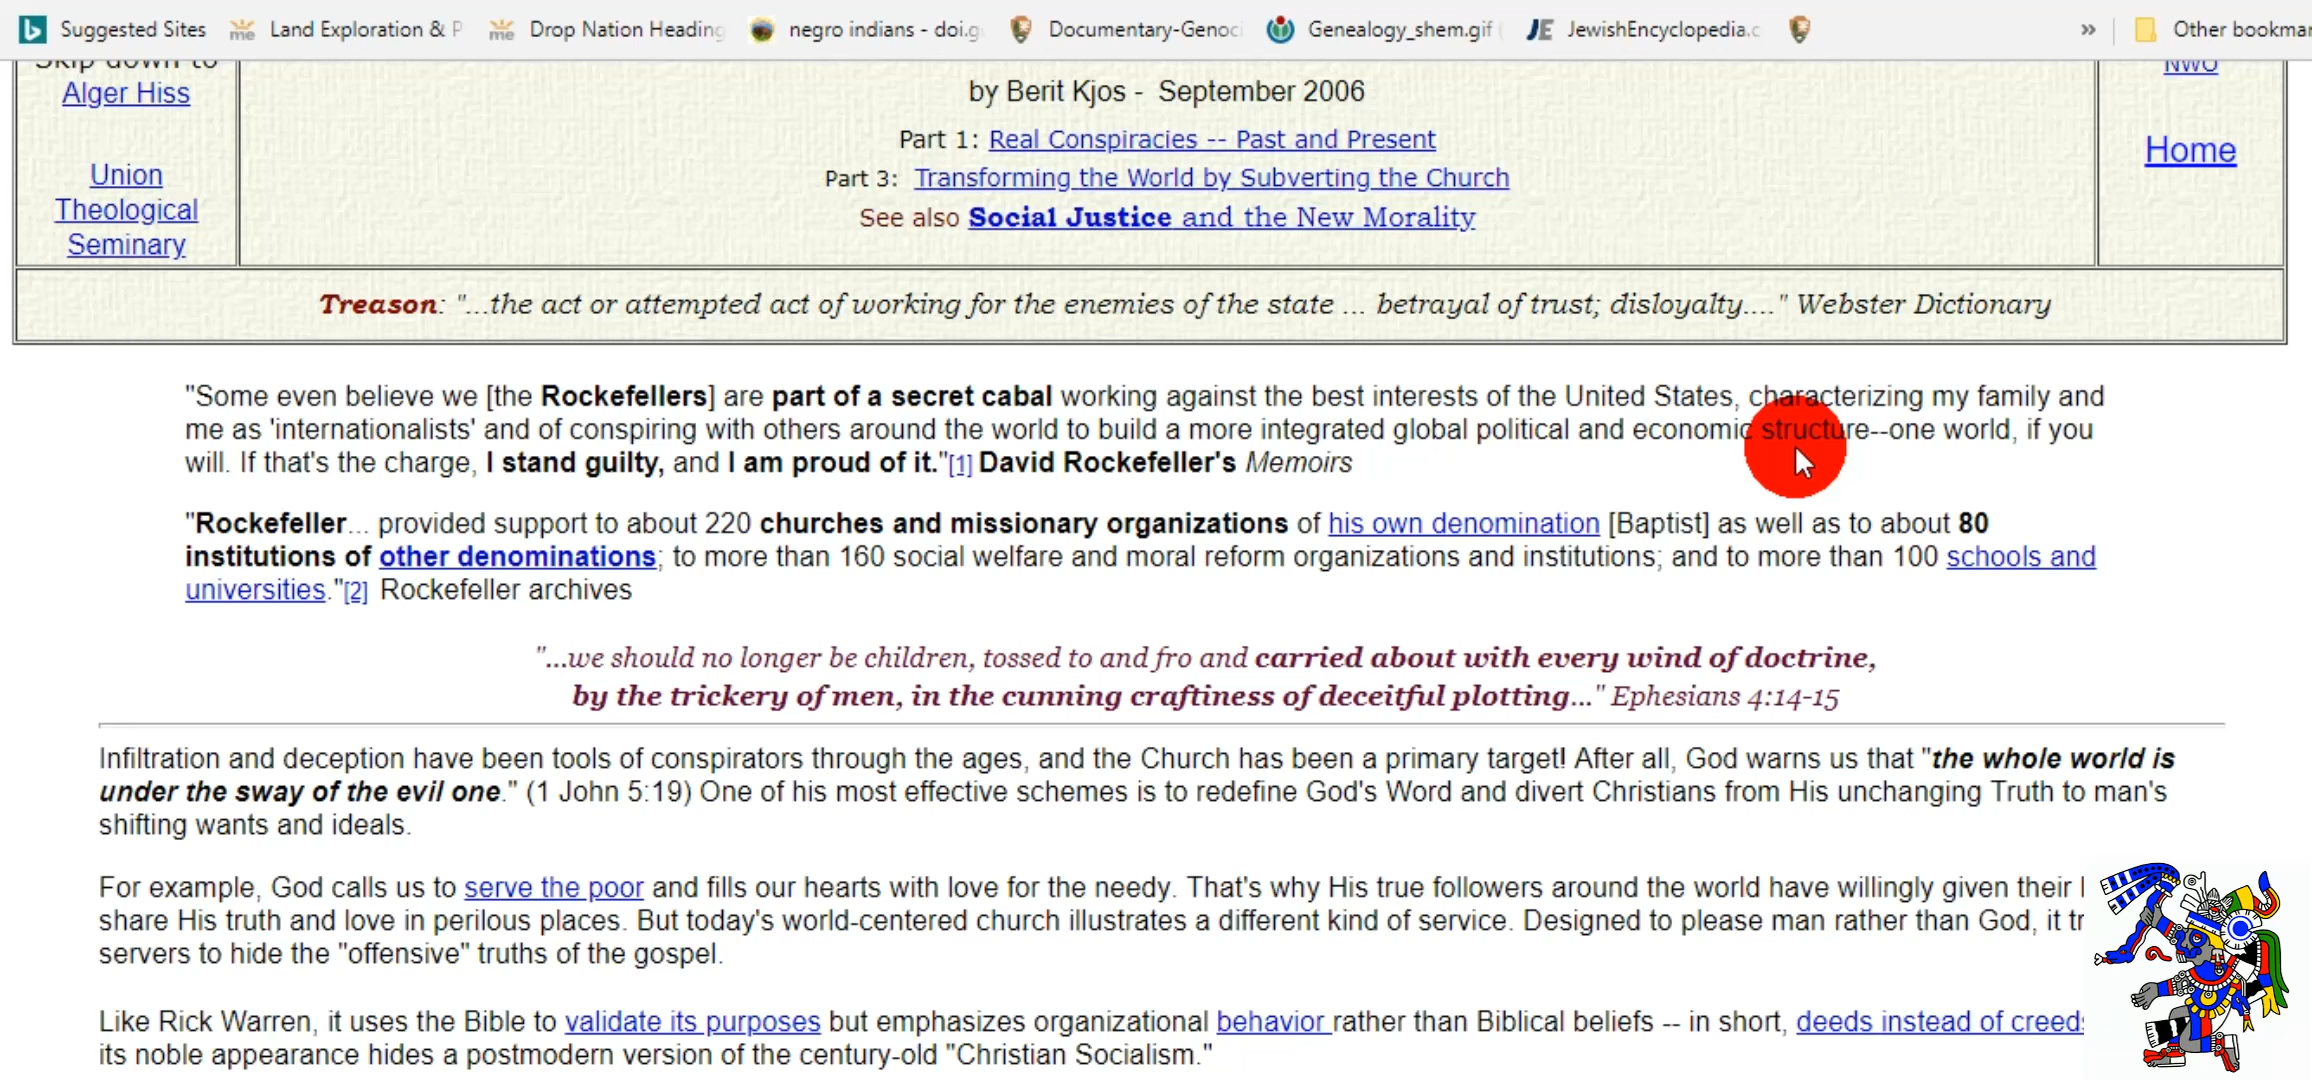 Suggested Sites Land Exploration & P Drop Nation Heading negro indians - doi.g Documentary-Genoc Genealogy_shem.gif JewishEncyclopedia.c » Other bookmar
Skip down to
Alger Hiss
Union
Theological
Seminary
by Berit Kjos - September 2006
Part 1: Real Conspiracies -- Past and Present
Part 3: Transforming the World by Subverting the Church
See also Social Justice and the New Morality
NWO
Home
Treason: "...the act or attempted act of working for the enemies of the state ... betrayal of trust; disloyalty...." Webster Dictionary
"Some even believe we [the Rockefellers] are part of a secret cabal working against the best interests of the United States, characterizing my family and
me as 'internationalists' and of conspiring with others around the world to build a more integrated global political and economic structure--one world, if you
will. If that's the charge, I stand guilty, and I am proud of it."[1] David Rockefeller's Memoirs
"Rockefeller... provided support to about 220 churches and missionary organizations of his own denomination [Baptist] as well as to about 80
institutions of other denominations; to more than 160 social welfare and moral reform organizations and institutions; and to more than 100 schools and
universities."[2] Rockefeller archives
"...we should no longer be children, tossed to and fro and carried about with every wind of doctrine,
by the trickery of men, in the cunning craftiness of deceitful plotting..." Ephesians 4:14-15
Infiltration and deception have been tools of conspirators through the ages, and the Church has been a primary target! After all, God warns us that "the whole world is
under the sway of the evil one." (1 John 5:19) One of his most effective schemes is to redefine God's Word and divert Christians from His unchanging Truth to man's
shifting wants and ideals.
For example, God calls us to serve the poor and fills our hearts with love for the needy. That's why His true followers around the world have willingly given their
share His truth and love in perilous places. But today's world-centered church illustrates a different kind of service. Designed to please man rather than God, it tr
servers to hide the "offensive" truths of the gospel.
Like Rick Warren, it uses the Bible to validate its purposes but emphasizes organizational behavior rather than Biblical beliefs -- in short, deeds instead of creeds
its noble appearance hides a postmodern version of the century-old "Christian Socialism."